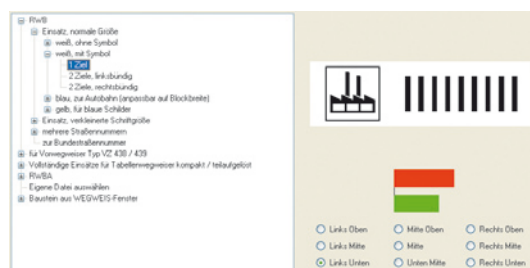 RWB
Einsatz, normale Größe
weiß, ohne Symbol
weiß, mit Symbol
1 Ziel
2 Ziele, linksbündig
2 Ziele, rechtsbündig
blau, zur Autobahn (anpassbar auf Blockbreite)
gelb, für blaue Schilder
Einsatz, verkleinerte Schriftgröße
mehrere Straßennummern
zur Bundesstraßennummer
für Vorwegweiser Typ VZ 438 / 439
Vollständige Einsätze für Tabellenwegweiser kompakt / teilaufgelöst
RWBA
Eigene Datei auswählen
Baustein aus WEGWEIS-Fenster
Links Oben Mitte Oben Rechts Oben
Links Mitte Mitte Rechts Mitte
Links Unten Unten Mitte Rechts Unten